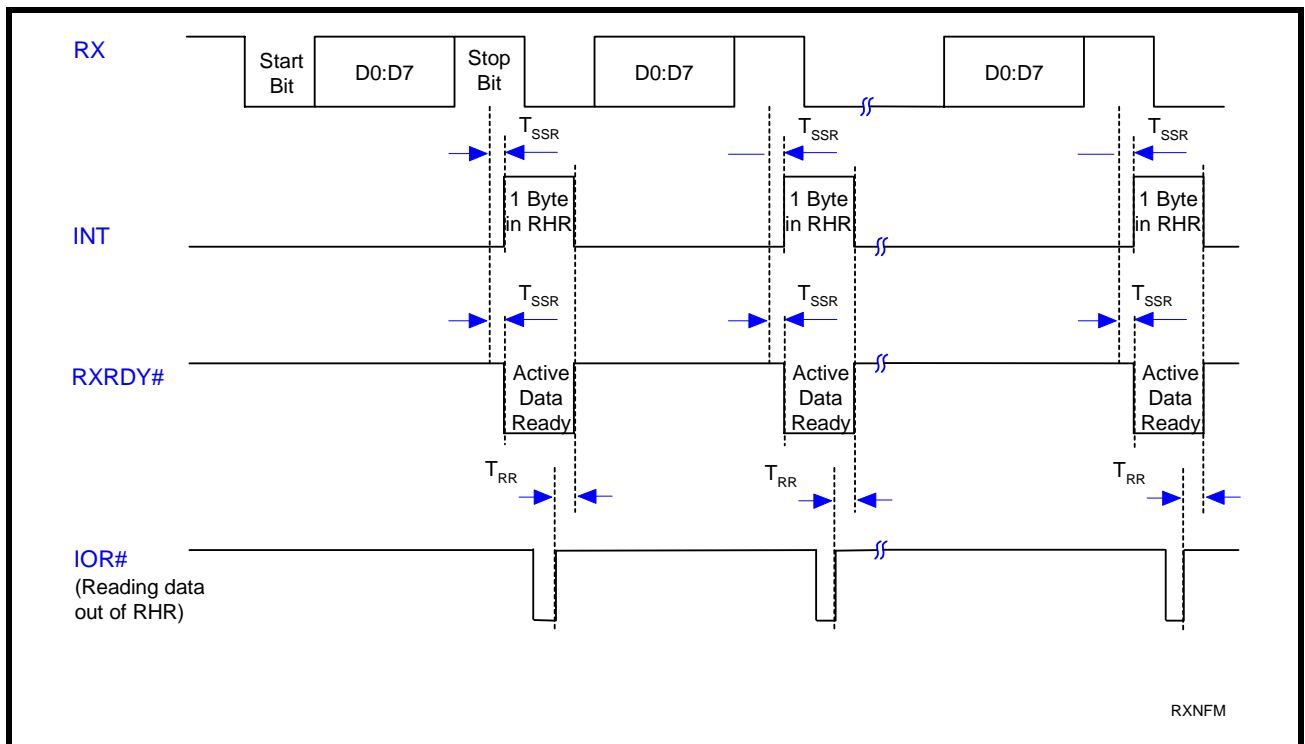 RX
Start
Bit
D0:D7
Stop
Bit
D0:D7
D0:D7
TSSR
TSSR
TSSR
INT
1 Byte
in RHR
1 Byte
in RHR
1 Byte
in RHR
TSSR
TSSR
TSSR
RXRDY#
Active
Data
Ready
Active
Data
Ready
Active
Data
Ready
TRR
TRR
TRR
IOR#
(Reading data
out of RHR)
RXNFM